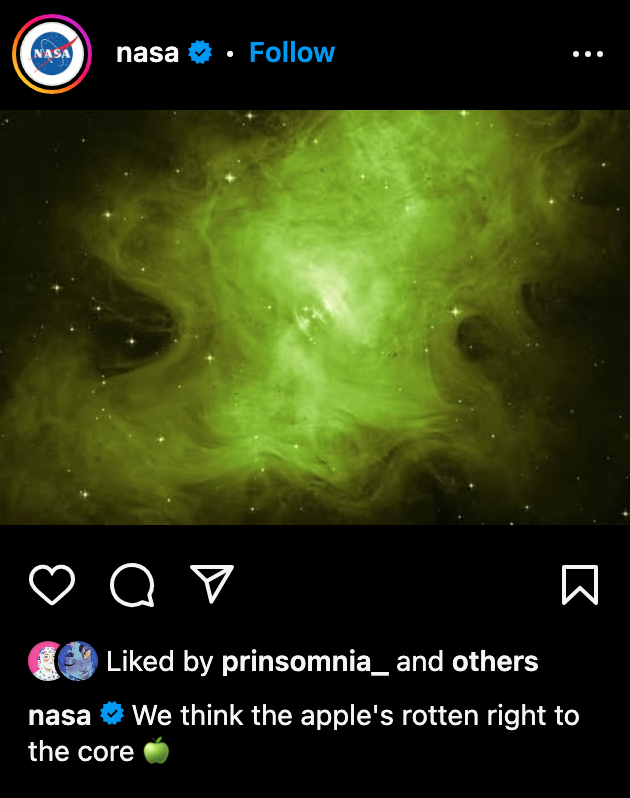 NASA
nasa • Follow
Liked by prinsomnia_ and others
nasa We think the apple's rotten right to
the core 🍏